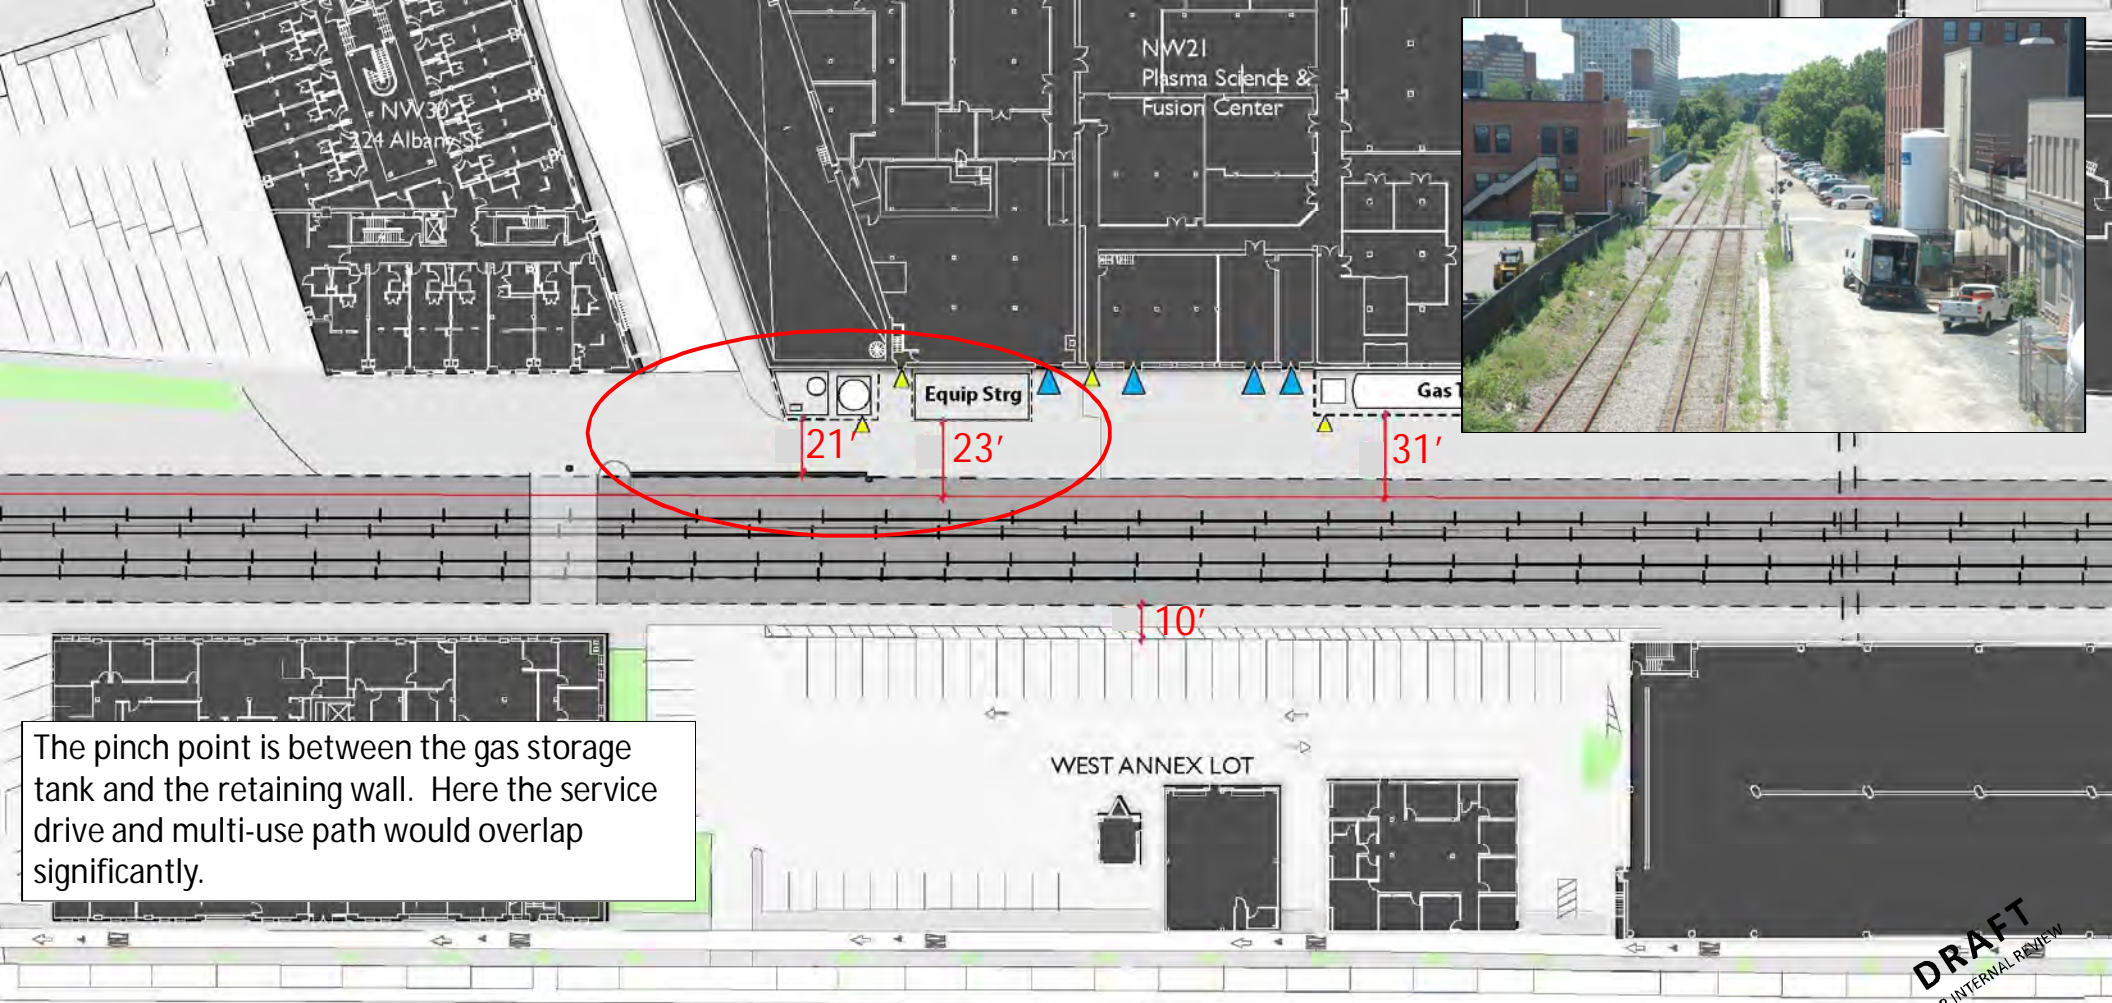 NW30
224 Albany St
NW21
Plasma Science &
Fusion Center
Equip Strg
Gas
21'
23'
31'
10'
WEST ANNEX LOT
The pinch point is between the gas storage
tank and the retaining wall. Here the service
drive and multi-use path would overlap
significantly.
DRAFT
INTERNAL REVIEW